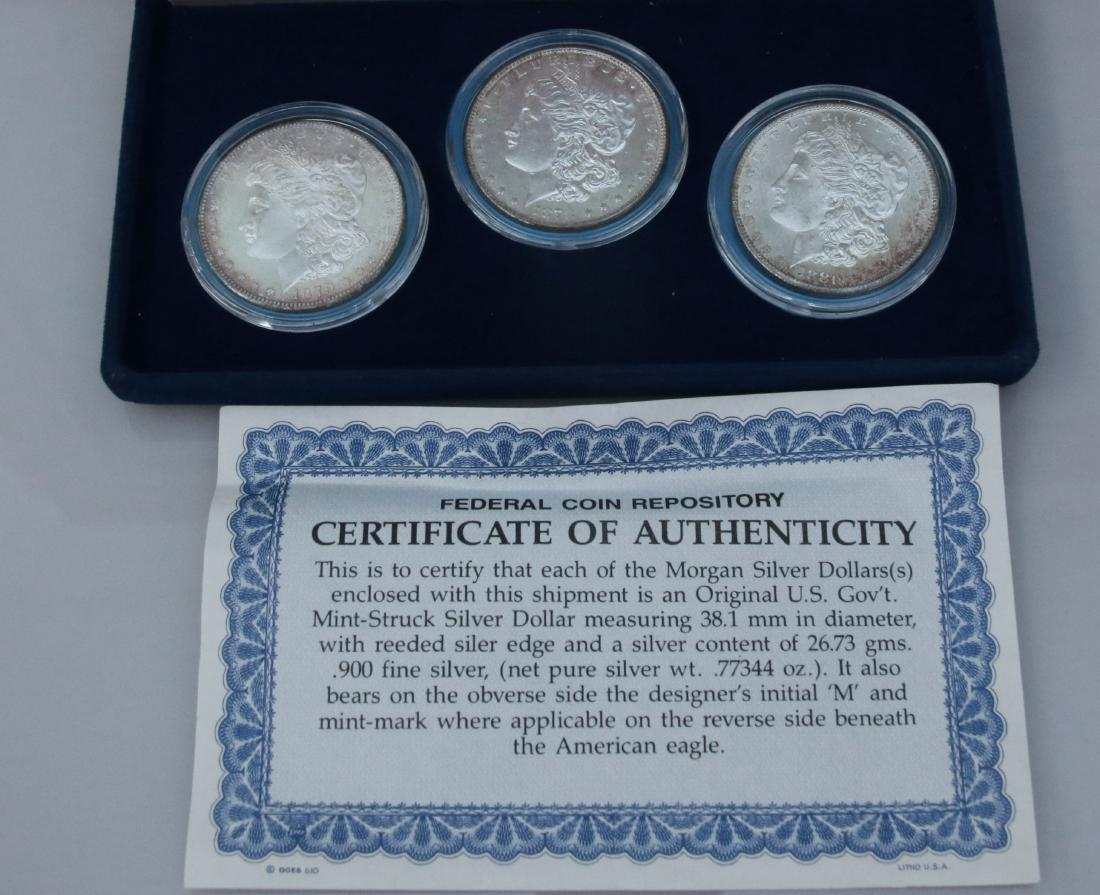 1879
FEDERAL COIN REPOSITORY
CERTIFICATE OF AUTHENTICITY
This is to certify that each of the Morgan Silver Dollars(s)
enclosed with this shipment is an Original U.S. Gov't.
Mint-Struck Silver Dollar measuring 38.1 mm in diameter,
with reeded siler edge and a silver content of 26.73 gms.
.900 fine silver, (net pure silver wt. .77344 oz.). It also
bears on the obverse side the designer's initial 'M' and
mint-mark where applicable on the reverse side beneath
the American eagle.
© GOES 610
LITHO U.S.A.